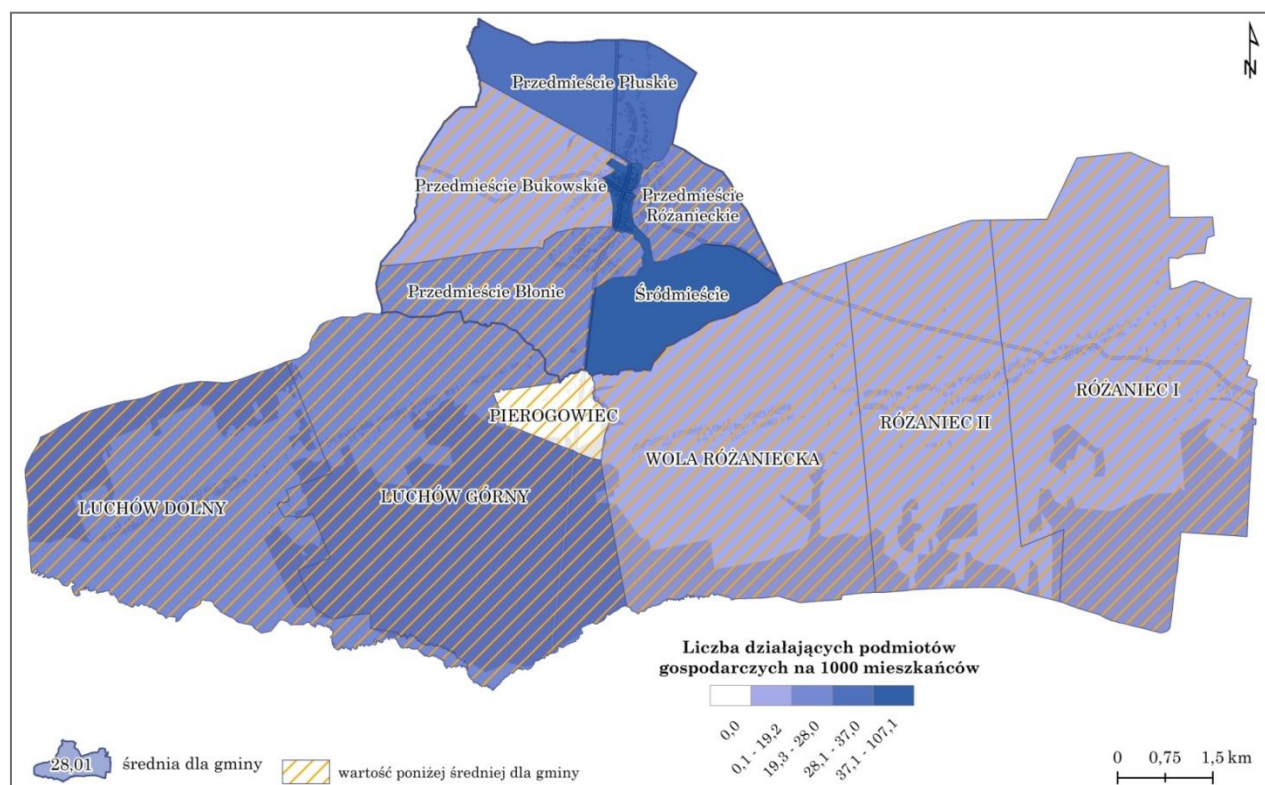 N
Przedmieście Płuskie
Przedmieście Bukowskie
Przedmieście
Różanieckie
Przedmieście Błonie
Śródmieście
PIEROGOWIEC
RÓŻANIEC I
RÓŻANIEC II
WOLA RÓŻANIECKA
LUCHÓW GÓRNY
LUCHÓW DOLNY
Liczba działających podmiotów
gospodarczych na 1000 mieszkańców
0,0
0,1 - 19,2
19,3 - 28,0
28,1 - 37,0
37,1 - 107,1
28,01
średnia dla gminy
wartość poniżej średniej dla gminy
0 0,75 1,5 km